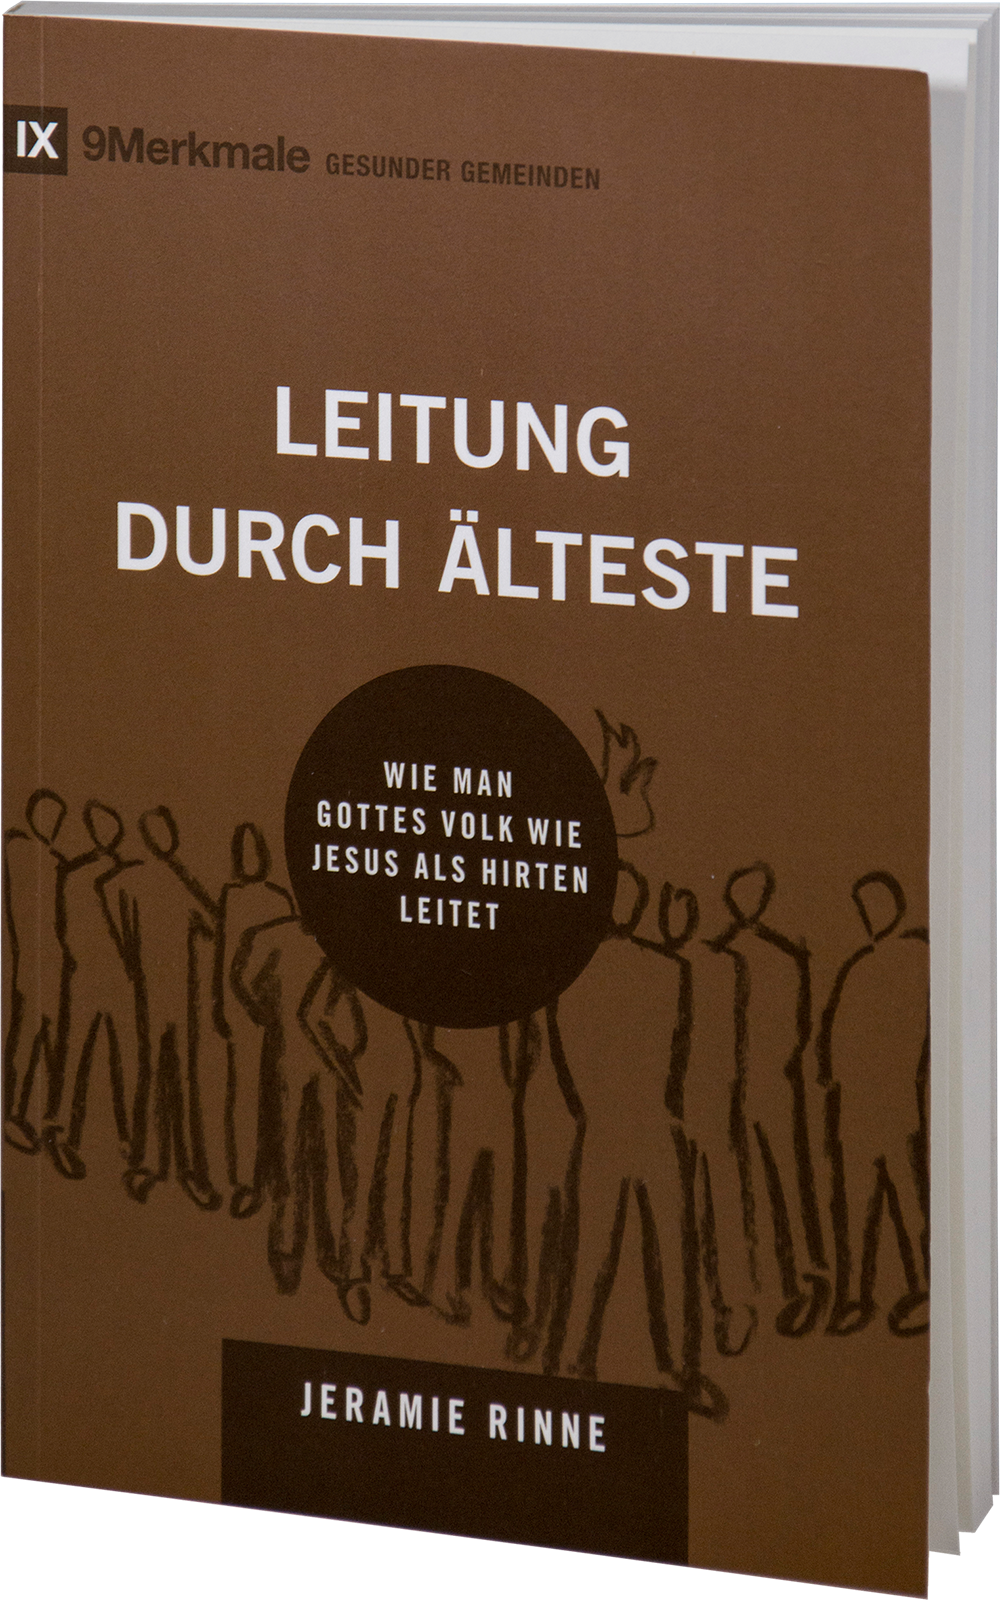 IX 9Merkmale GESUNDER GEMEINDEN
LEITUNG
DURCH ÄLTESTE
WIE MAN
GOTTES VOLK WIE
JESUS ALS HIRTEN
LEITET
JERAMIE RINNE